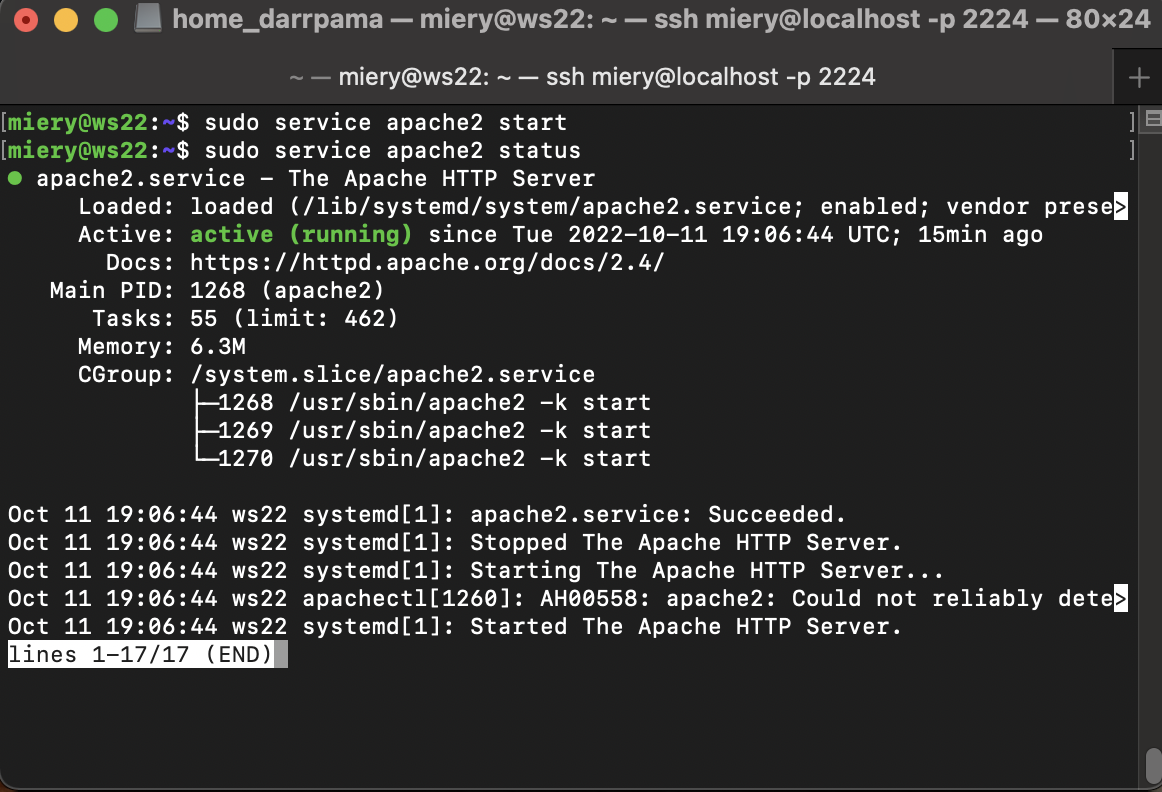 home_darrpama — miery@ws22: ~ — ssh miery@localhost -p 2224 — 80×24
~ — miery@ws22: ~ — ssh miery@localhost -p 2224
[miery@ws22:~$ sudo service apache2 start ]
[miery@ws22:~$ sudo service apache2 status ]
● apache2.service - The Apache HTTP Server
Loaded: loaded (/lib/systemd/system/apache2.service; enabled; vendor prese>
Active: active (running) since Tue 2022-10-11 19:06:44 UTC; 15min ago
Docs: https://httpd.apache.org/docs/2.4/
Main PID: 1268 (apache2)
Tasks: 55 (limit: 462)
Memory: 6.3M
CGroup: /system.slice/apache2.service
├─1268 /usr/sbin/apache2 -k start
├─1269 /usr/sbin/apache2 -k start
└─1270 /usr/sbin/apache2 -k start
Oct 11 19:06:44 ws22 systemd[1]: apache2.service: Succeeded.
Oct 11 19:06:44 ws22 systemd[1]: Stopped The Apache HTTP Server.
Oct 11 19:06:44 ws22 systemd[1]: Starting The Apache HTTP Server...
Oct 11 19:06:44 ws22 apachectl[1260]: AH00558: apache2: Could not reliably dete>
Oct 11 19:06:44 ws22 systemd[1]: Started The Apache HTTP Server.
lines 1-17/17 (END)